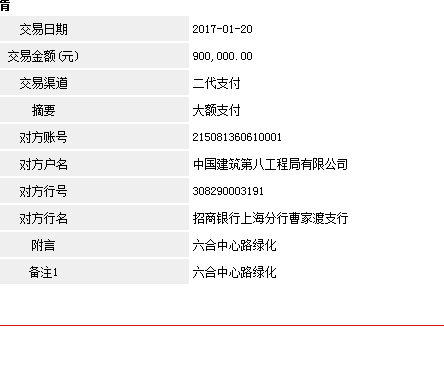 情
交易日期 2017-01-20
交易金额(元) 900,000.00
交易渠道 二代支付
摘要 大额支付
对方账号 215081360610001
对方户名 中国建筑第八工程局有限公司
对方行号 308290003191
对方行名 招商银行上海分行曹家渡支行
附言 六合中心路绿化
备注1 六合中心路绿化